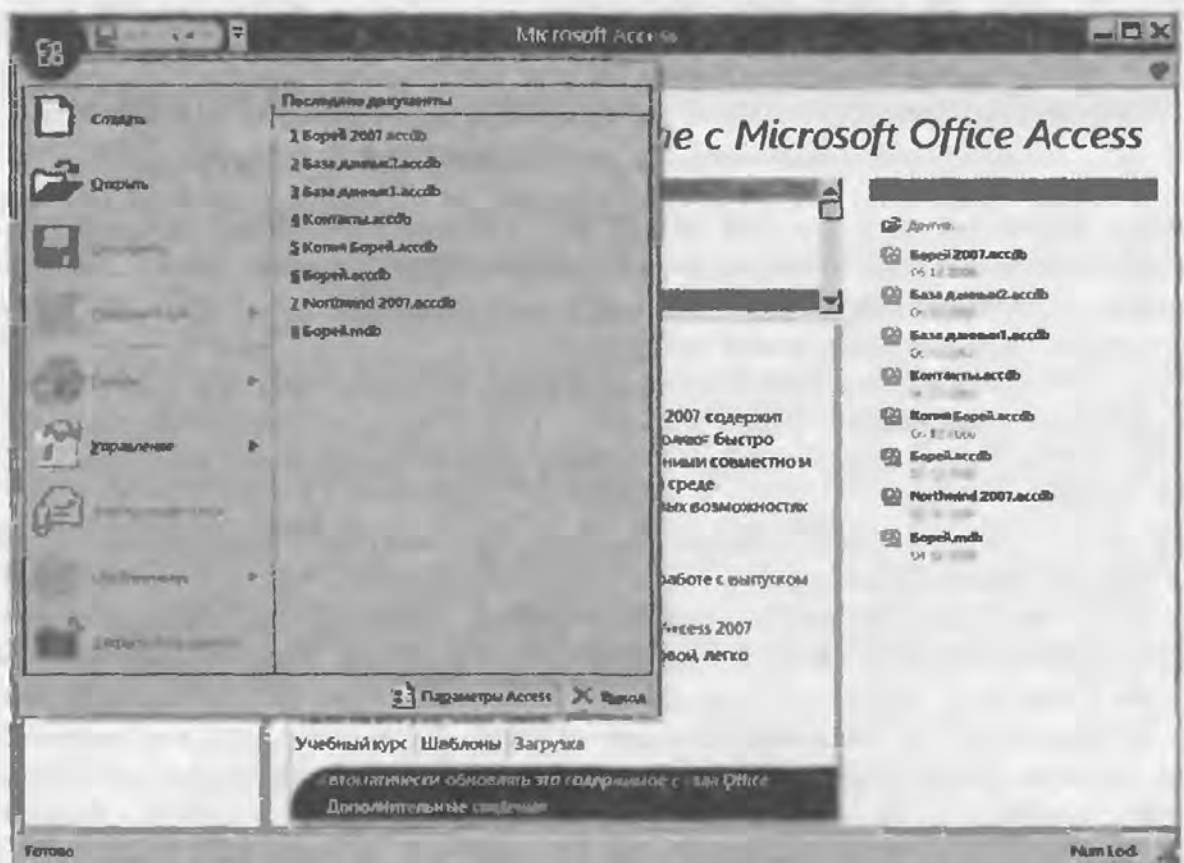 Microsoft Access
Последние документы
Создать
Открыть
Управление
1 Борей 2007.accdb
2 База данных2.accdb
3 База данных1.accdb
4 Контакты.accdb
5 Копия Борей.accdb
6 Борей.accdb
7 Northwind 2007.accdb
8 Борей.mdb
Параметры Access
Выход
те с Microsoft Office Access
2007 содержит
быстро
совместно и
среде
ых возможностях
работе с выпуском
Access 2007
овой, легко
Другие...
Борей 2007.accdb
База данных2.accdb
База данных1.accdb
Контакты.accdb
Копия Борей.accdb
Борей.accdb
Northwind 2007.accdb
Борей.mdb
Учебный курс Шаблоны Загрузка
Автоматически обновлять это содержимое с Office
Дополнительные сведения
Готово
Num Lock